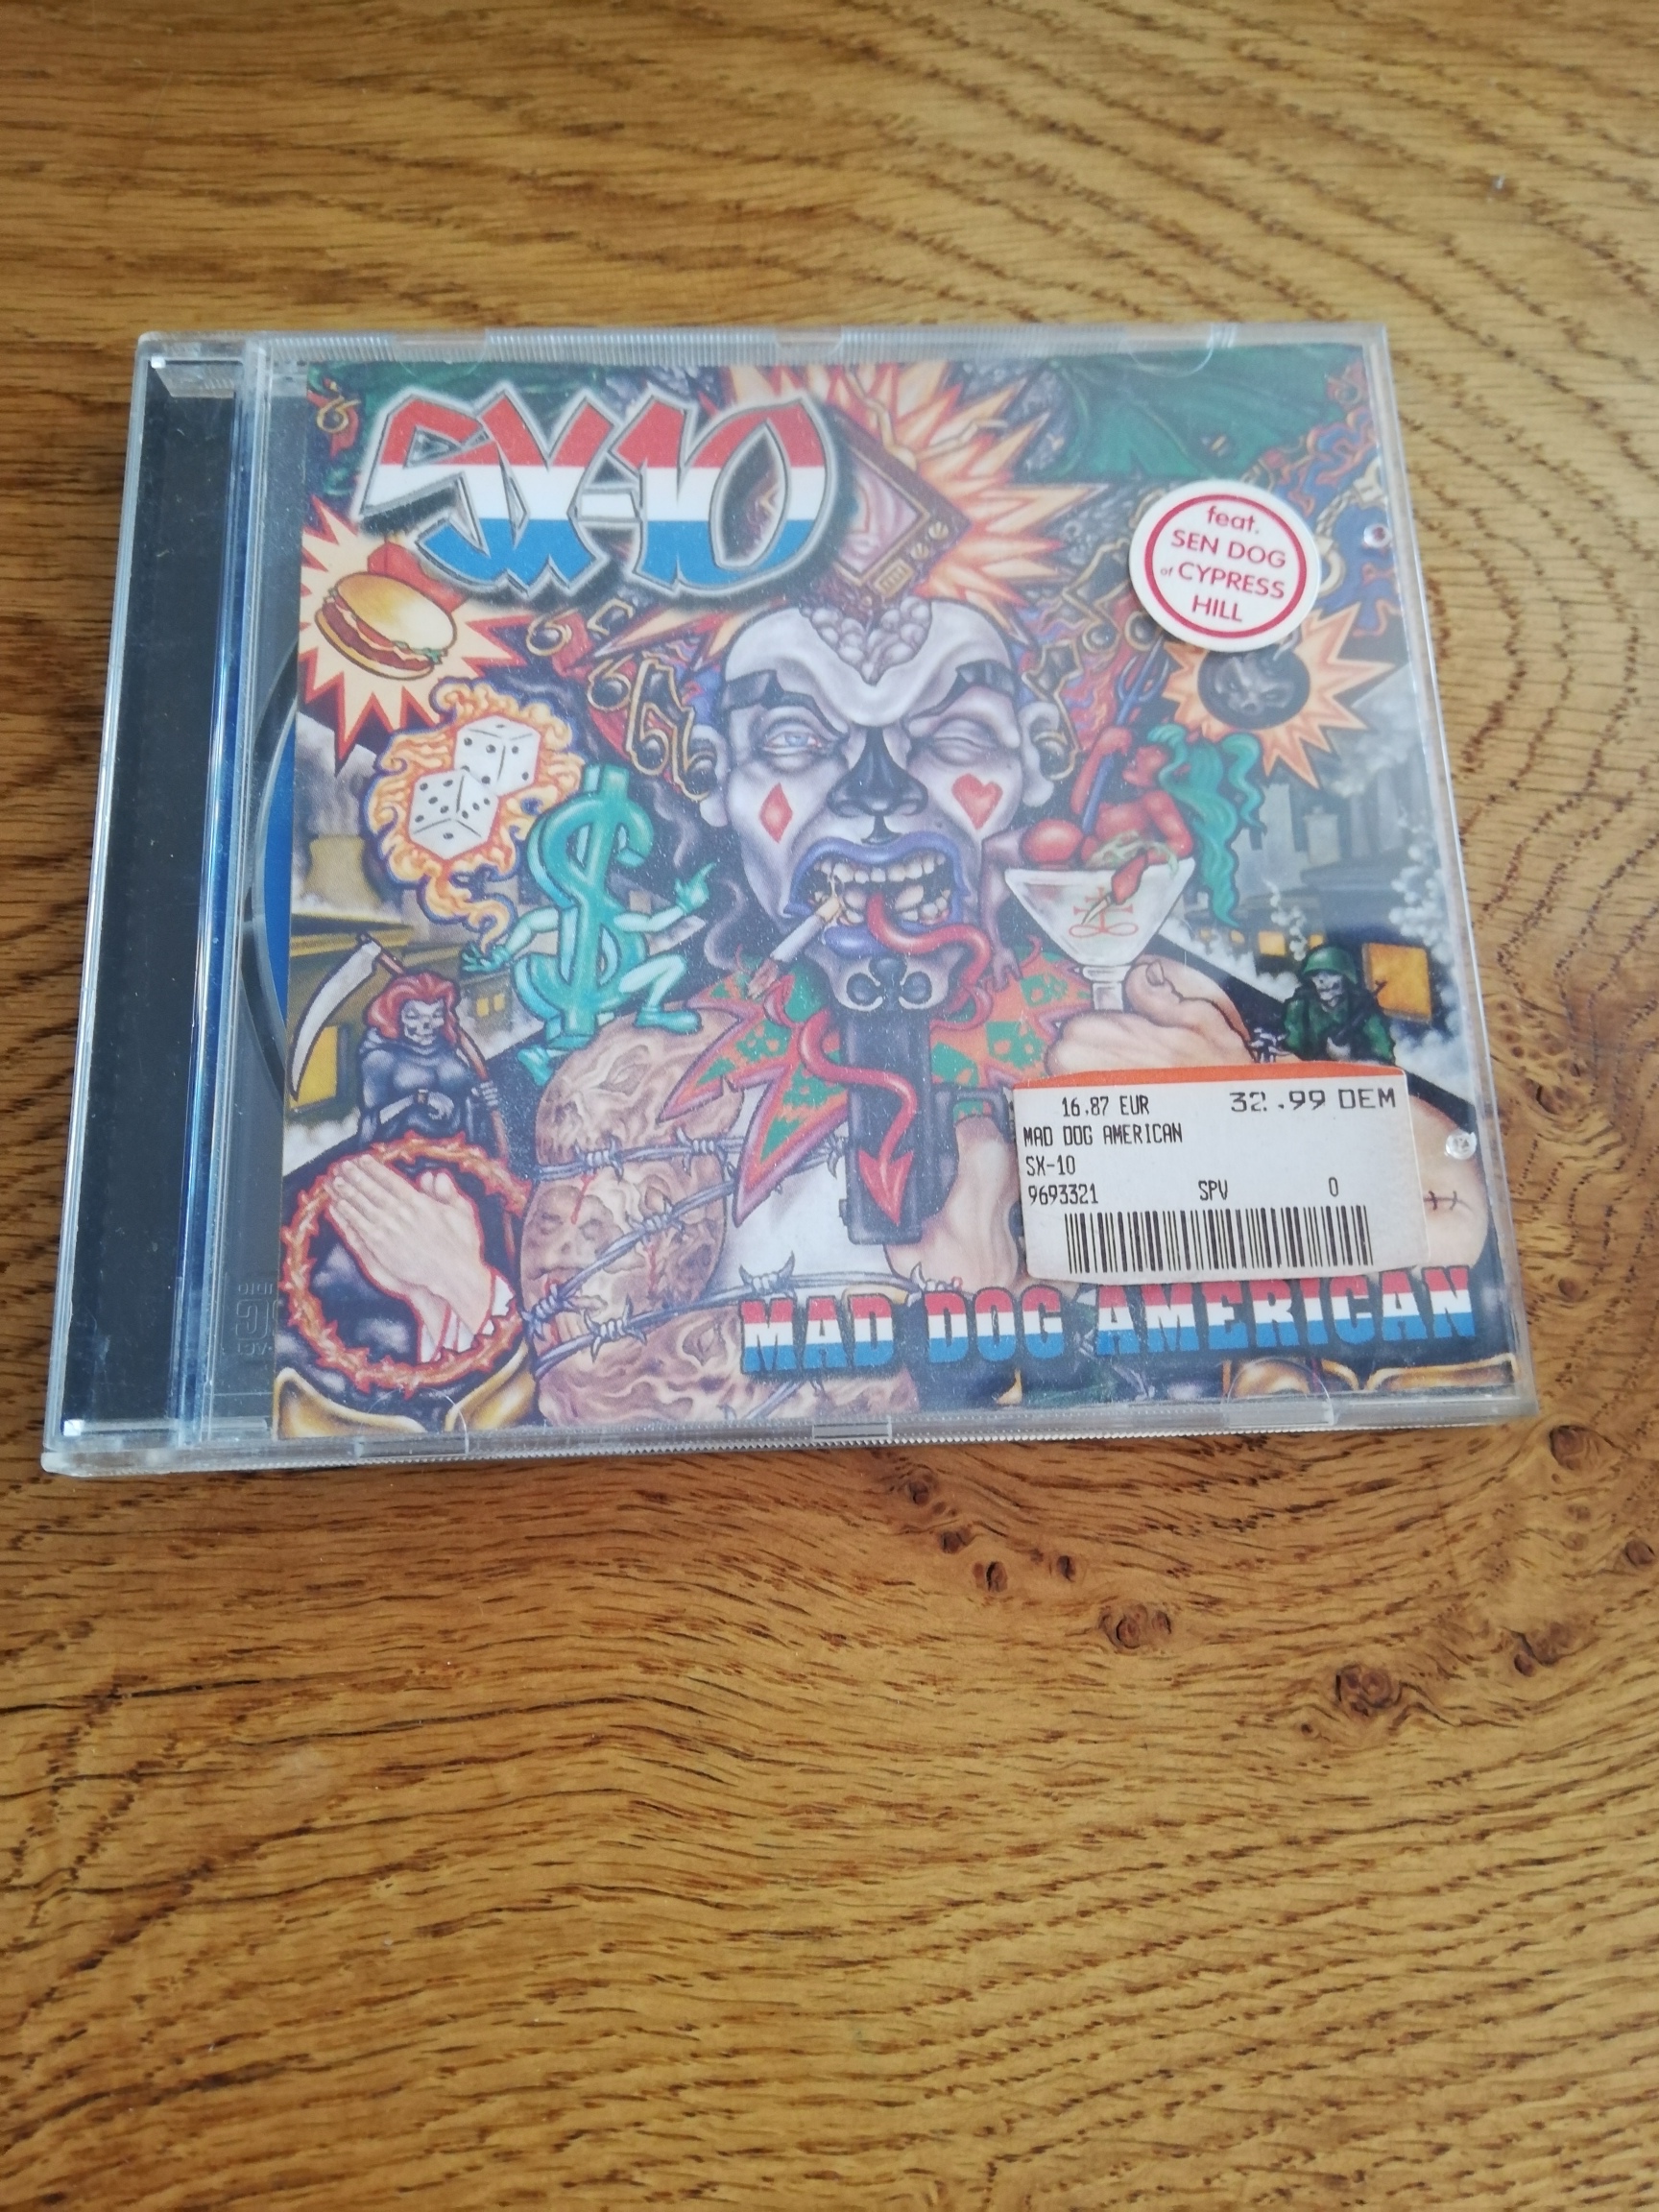 SX-10
feat.
SEN DOG
of CYPRESS
HILL
16.87 EUR 32.99 DEM
MAD DOG AMERICAN
SX-10
9693321 SPV 0
MAD DOG AMERICAN